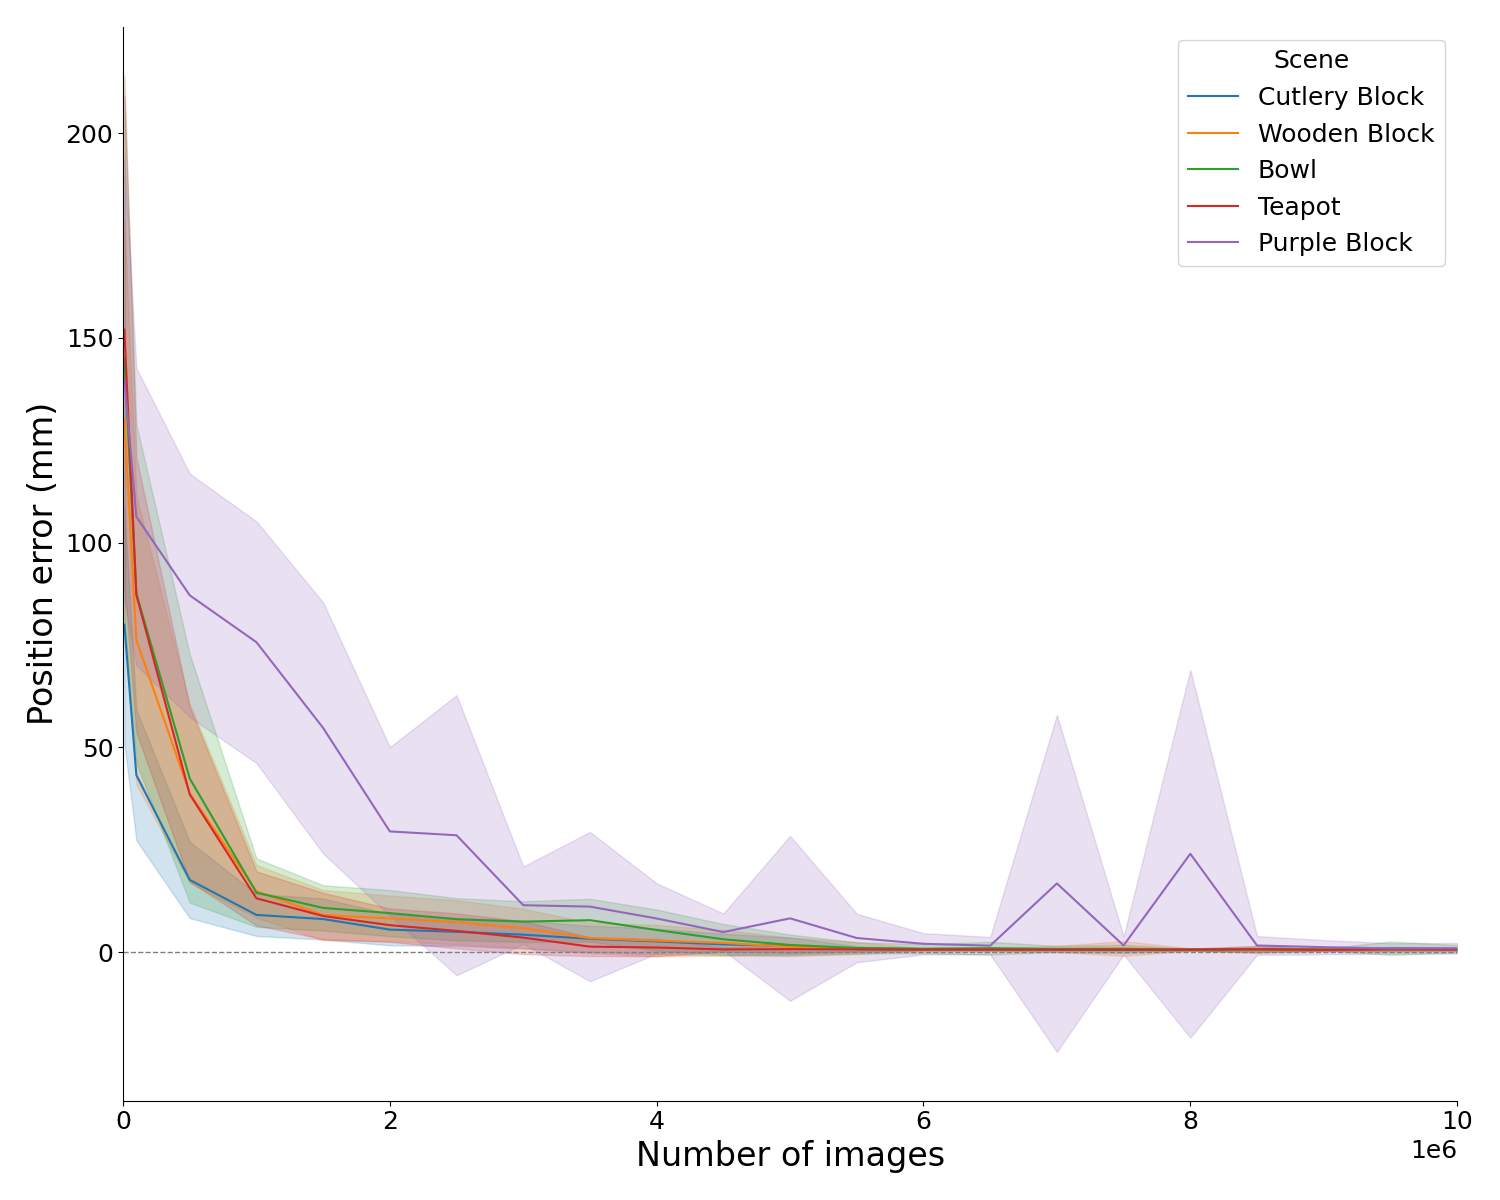 Scene
Cutlery Block
Wooden Block
Bowl
Teapot
Purple Block
Position error (mm)
200
150
100
50
0
0 2 4 6 8 10
1e6
Number of images